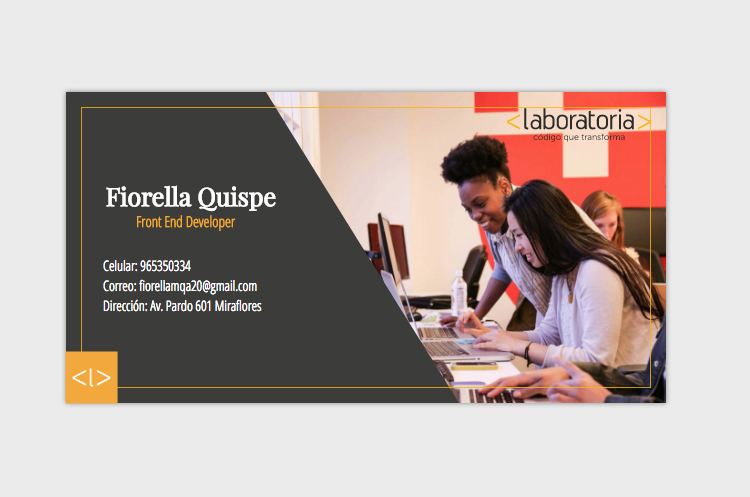 <laboratoria>
código que transforma
Fiorella Quispe
Front End Developer
Celular: 965350334
Correo: fiorellamqa20@gmail.com
Dirección: Av. Pardo 601 Miraflores
<l>